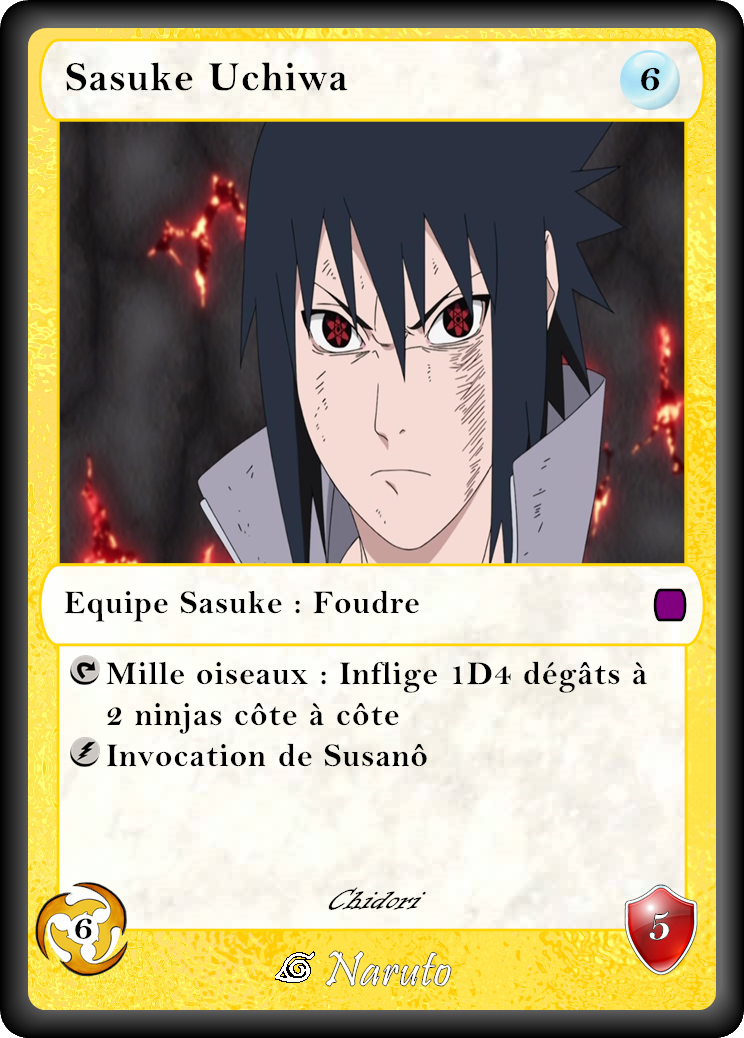 Sasuke Uchiwa
6
Equipe Sasuke : Foudre
Mille oiseaux : Inflige 1D4 dégâts à
2 ninjas côte à côte
Invocation de Susanô
Chidori
6
5
Naruto